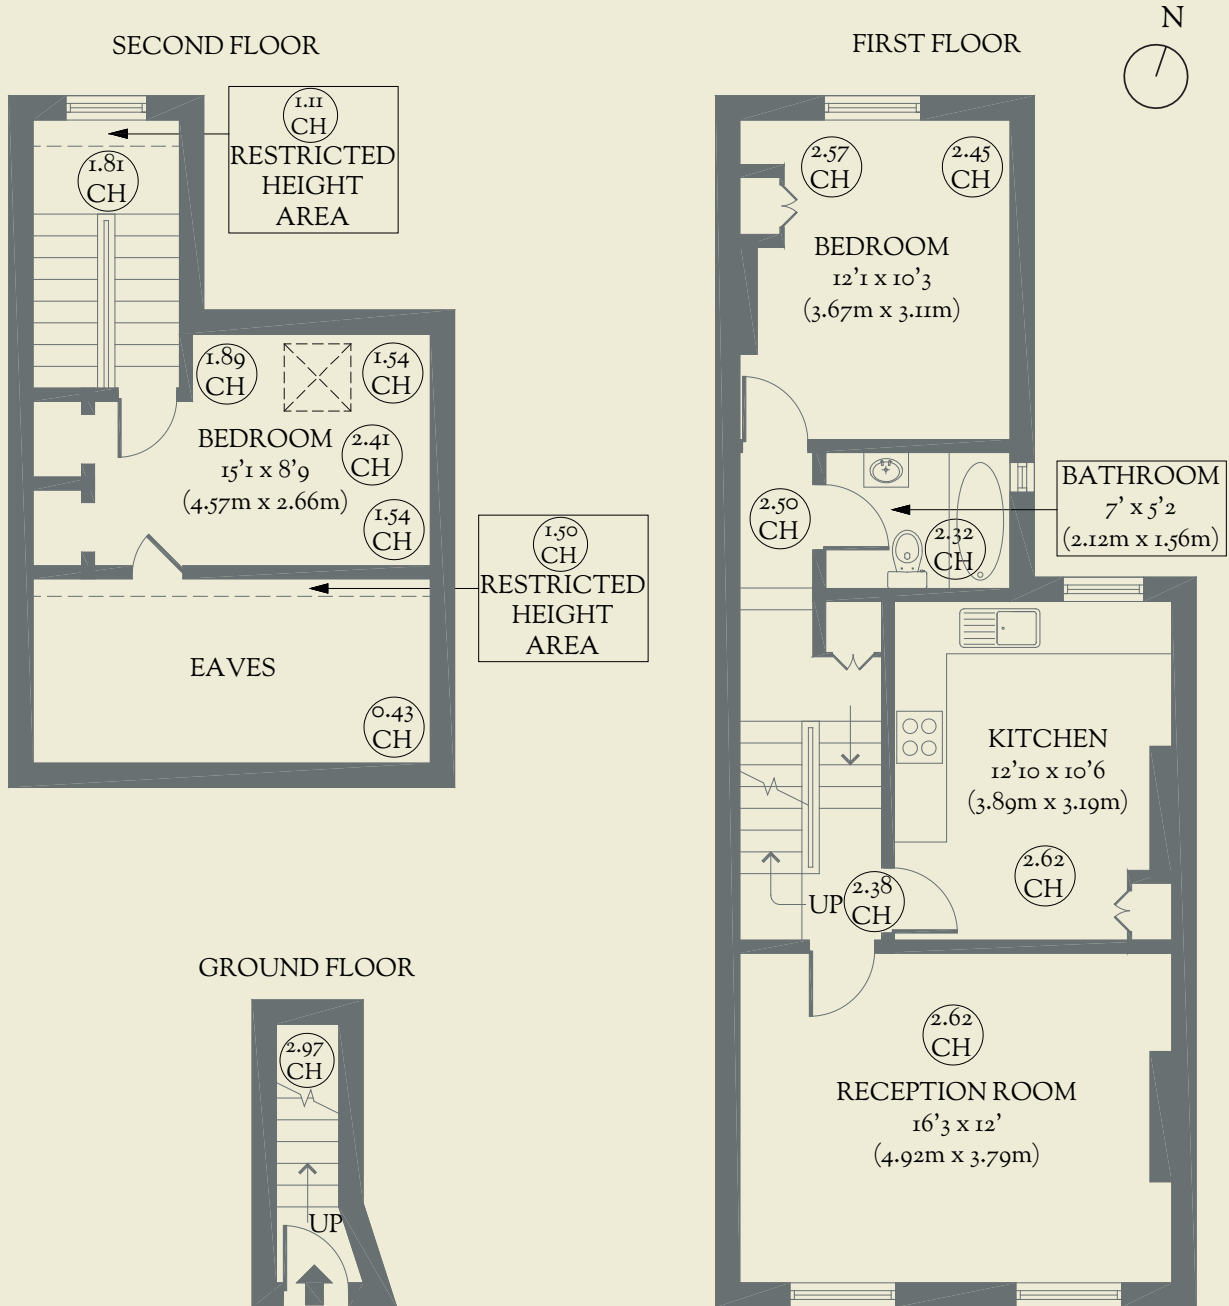 SECOND FLOOR
1.11
CH
RESTRICTED
HEIGHT
AREA
1.81
CH
1.89
CH
1.54
CH
BEDROOM
15'1 x 8'9
(4.57m x 2.66m)
2.41
CH
1.54
CH
1.50
CH
RESTRICTED
HEIGHT
AREA
EAVES
0.43
CH
GROUND FLOOR
2.97
CH
UP
N
FIRST FLOOR
2.57
CH
2.45
CH
BEDROOM
12'1 x 10'3
(3.67m x 3.11m)
BATHROOM
7' x 5'2
(2.12m x 1.56m)
2.50
CH
2.32
CH
KITCHEN
12'10 x 10'6
(3.89m x 3.19m)
2.62
CH
UP
2.38
CH
2.62
CH
RECEPTION ROOM
16'3 x 12'
(4.92m x 3.79m)